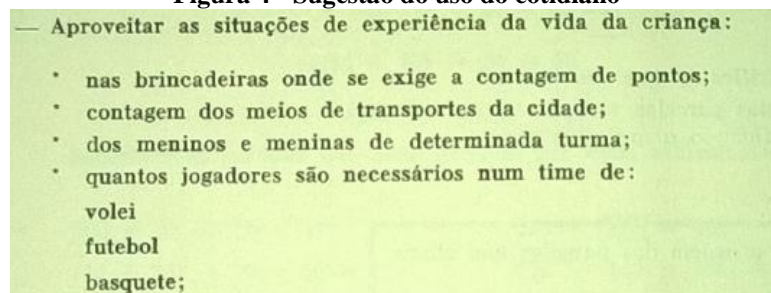 Figura 4 - Sugestão do uso do cotidiano
— Aproveitar as situações de experiência da vida da criança:
* nas brincadeiras onde se exige a contagem de pontos;
* contagem dos meios de transportes da cidade;
* dos meninos e meninas de determinada turma;
* quantos jogadores são necessários num time de:
volei
futebol
basquete;